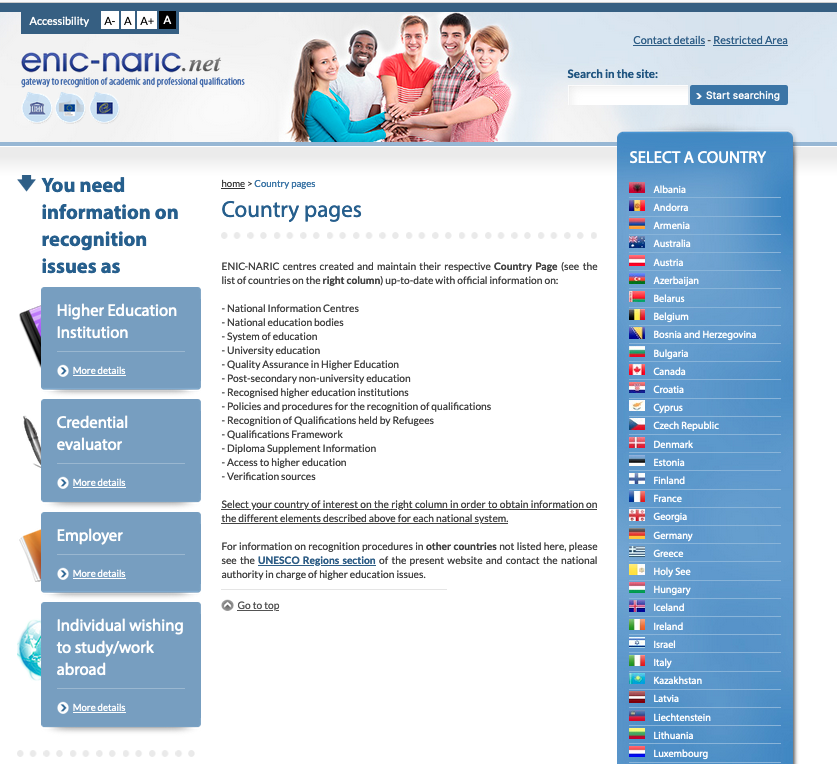 Accessibility A- A A+ A
enic-naric.net
gateway to recognition of academic and professional qualifications
Contact details - Restricted Area
Search in the site:
Start searching
You need
information on
recognition
issues as
Higher Education
Institution
More details
Credential
evaluator
More details
Employer
More details
Individual wishing
to study/work
abroad
More details
home > Country pages
Country pages
ENIC-NARIC centres created and maintain their respective Country Page (see the
list of countries on the right column) up-to-date with official information on:
- National Information Centres
- National education bodies
- System of education
- University education
- Quality Assurance in Higher Education
- Post-secondary non-university education
- Recognised higher education institutions
- Policies and procedures for the recognition of qualifications
- Recognition of Qualifications held by Refugees
- Qualifications Framework
- Diploma Supplement Information
- Access to higher education
- Verification sources
Select your country of interest on the right column in order to obtain information on
the different elements described above for each national system.
For information on recognition procedures in other countries not listed here, please
see the UNESCO Regions section of the present website and contact the national
authority in charge of higher education issues.
Go to top
SELECT A COUNTRY
Albania
Andorra
Armenia
Australia
Austria
Azerbaijan
Belarus
Belgium
Bosnia and Herzegovina
Bulgaria
Canada
Croatia
Cyprus
Czech Republic
Denmark
Estonia
Finland
France
Georgia
Germany
Greece
Holy See
Hungary
Iceland
Ireland
Israel
Italy
Kazakhstan
Latvia
Liechtenstein
Lithuania
Luxembourg